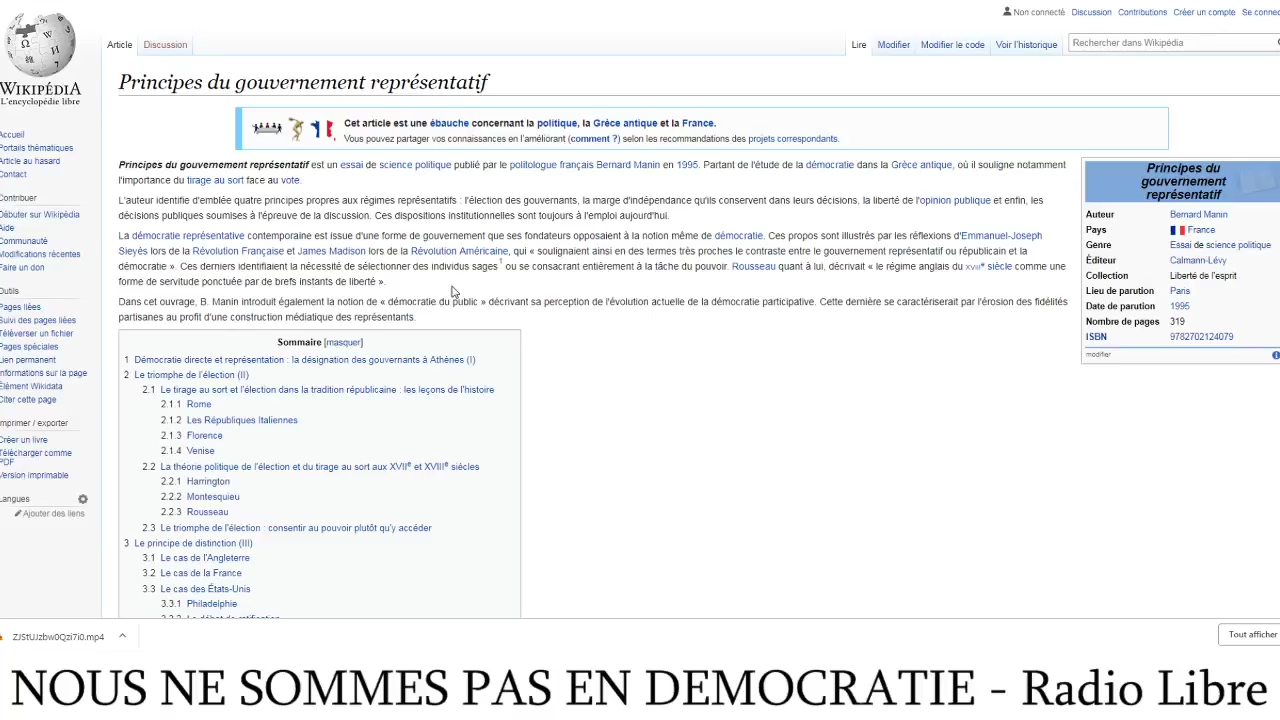 Non connecté Discussion Contributions Créer un compte Se connec
WIKIPÉDIA
L'encyclopédie libre
Article Discussion
Lire Modifier Modifier le code Voir l'historique
Rechercher dans Wikipédia
Principes du gouvernement représentatif
Cet article est une ébauche concernant la politique, la Grèce antique et la France.
Vous pouvez partager vos connaissances en l'améliorant (comment ?) selon les recommandations des projets correspondants.
Accueil
Portails thématiques
Article au hasard
Contact
Contribuer
Débuter sur Wikipédia
Aide
Communauté
Modifications récentes
Faire un don
Outils
Pages liées
Suivi des pages liées
Téléverser un fichier
Pages spéciales
Lien permanent
Informations sur la page
Élément Wikidata
Citer cette page
Imprimer / exporter
Créer un livre
Télécharger comme
PDF
Version imprimable
Langues
Ajouter des liens
Principes du gouvernement représentatif est un essai de science politique publié par le politologue français Bernard Manin en 1995. Partant de l'étude de la démocratie dans la Grèce antique, où il souligne notamment
l'importance du tirage au sort face au vote.
L'auteur identifie d'emblée quatre principes propres aux régimes représentatifs : l'élection des gouvernants, la marge d'indépendance qu'ils conservent dans leurs décisions, la liberté de l'opinion publique et enfin, les
décisions publiques soumises à l'épreuve de la discussion. Ces dispositions institutionnelles sont toujours à l'emploi aujourd'hui.
La démocratie représentative contemporaine est issue d'une forme de gouvernement que ses fondateurs opposaient à la notion même de démocratie. Ces propos sont illustrés par les réflexions d'Emmanuel-Joseph
Sieyés lors de la Révolution Française et James Madison lors de la Révolution Américaine, qui « soulignaient ainsi en des termes très proches le contraste entre le gouvernement représentatif ou républicain et la
démocratie ». Ces derniers identifiaient la nécessité de sélectionner des individus sages ou se consacrant entièrement à la tâche du pouvoir. Rousseau quant à lui, décrivait « le régime anglais du XVIIIe siècle comme une
forme de servitude ponctuée par de brefs instants de liberté ».
Dans cet ouvrage, B. Manin introduit également la notion de « démocratie du public » décrivant sa perception de l'évolution actuelle de la démocratie participative. Cette dernière se caractériserait par l'érosion des fidélités
partisanes au profit d'une construction médiatique des représentants.
Principes du
gouvernement
représentatif
Auteur Bernard Manin
Pays France
Genre Essai de science politique
Éditeur Calmann-Lévy
Collection Liberté de l'esprit
Lieu de parution Paris
Date de parution 1995
Nombre de pages 319
ISBN 9782702124079
modifier
Sommaire [masquer]
1 Démocratie directe et représentation : la désignation des gouvernants à Athènes (I)
2 Le triomphe de l'élection (II)
2.1 Le tirage au sort et l'élection dans la tradition républicaine : les leçons de l'histoire
2.1.1 Rome
2.1.2 Les Républiques Italiennes
2.1.3 Florence
2.1.4 Venise
2.2 La théorie politique de l'élection et du tirage au sort aux XVIIe et XVIIIe siécles
2.2.1 Harrington
2.2.2 Montesquieu
2.2.3 Rousseau
2.3 Le triomphe de l'élection : consentir au pouvoir plutôt qu'y accéder
3 Le principe de distinction (III)
3.1 Le cas de l'Angleterre
3.2 Le cas de la France
3.3 Le cas des États-Unis
3.3.1 Philadelphie
3.3.2 Le débat de ratification
ZJStUJzbw0Qzi7i0.mp4
Tout afficher
NOUS NE SOMMES PAS EN DEMOCRATIE - Radio Libre